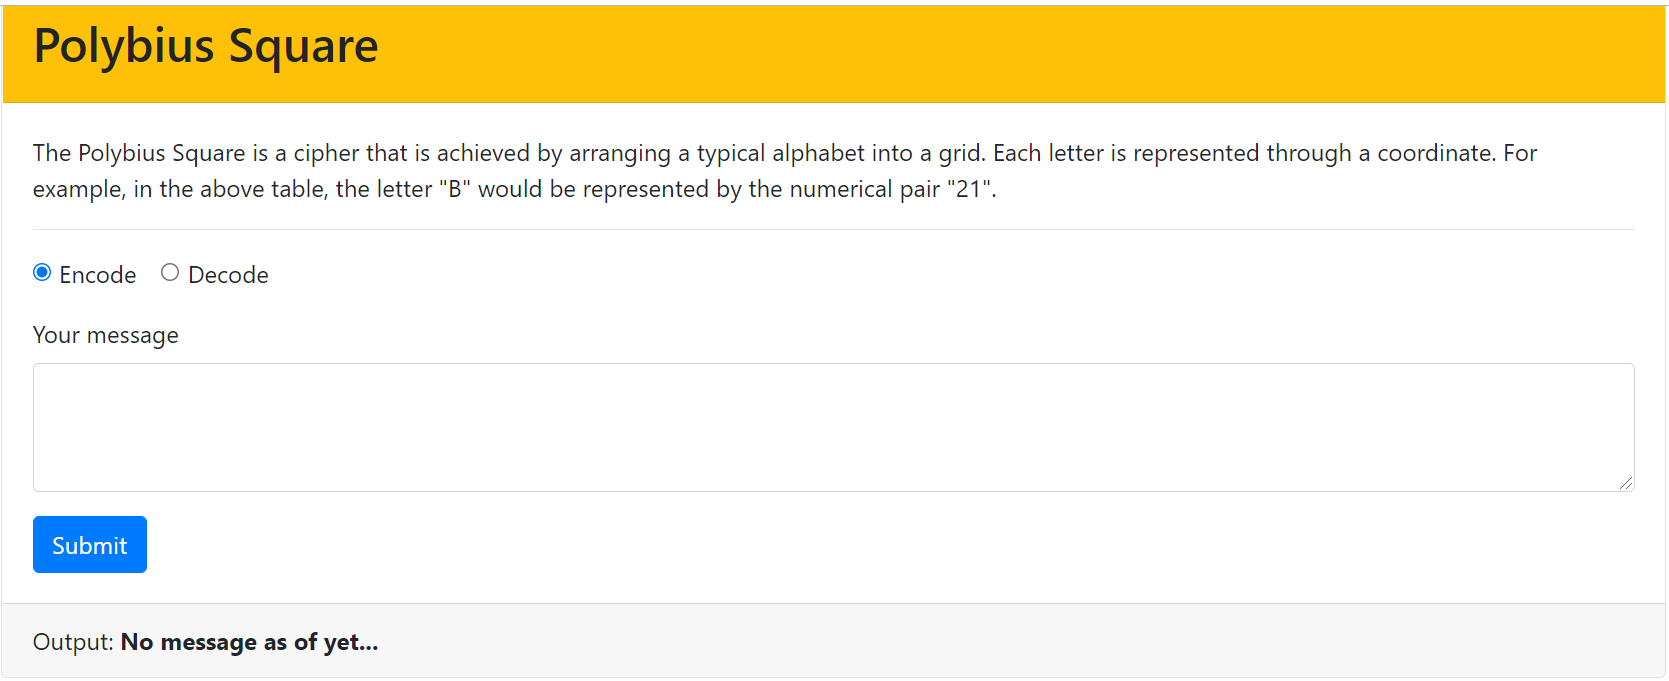 Polybius Square
The Polybius Square is a cipher that is achieved by arranging a typical alphabet into a grid. Each letter is represented through a coordinate. For
example, in the above table, the letter "B" would be represented by the numerical pair "21".
Encode Decode
Your message
Submit
Output: No message as of yet...